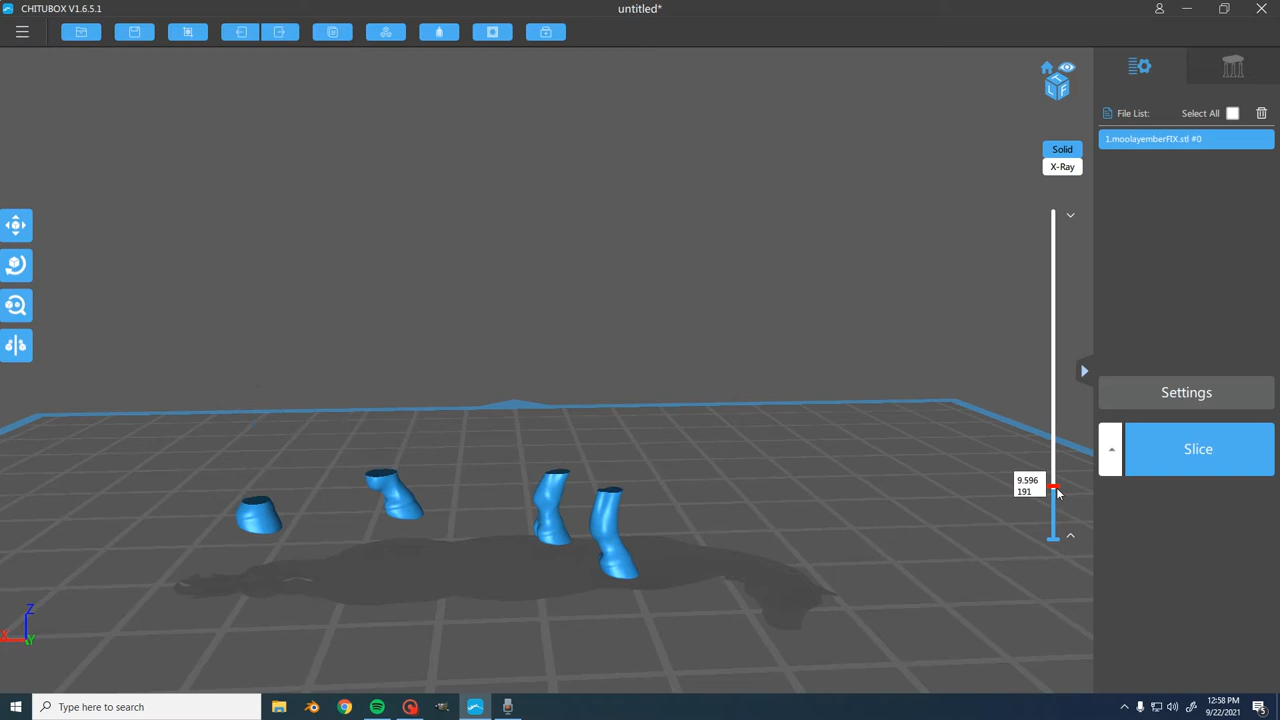 CHITUBOX V1.6.5.1
untitled*
T
L F
File List:
Select All
1.moolayemberFIX.stl #0
Solid
X-Ray
Settings
9.596
191
Slice
Z
X
Y
Type here to search
12:58 PM
9/22/2021
5